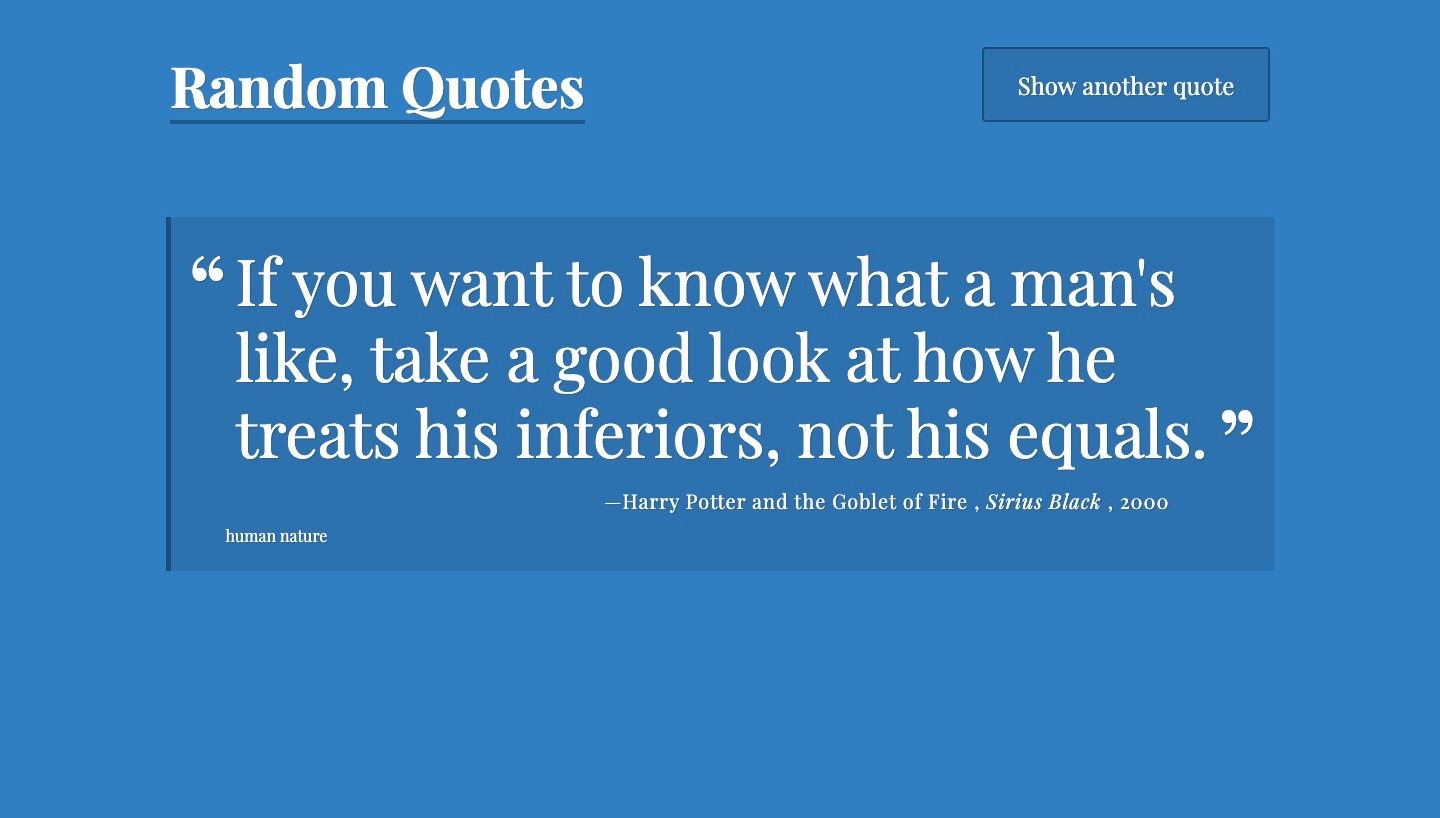 Random Quotes
Show another quote
“ If you want to know what a man's
like, take a good look at how he
treats his inferiors, not his equals. ”
—Harry Potter and the Goblet of Fire , Sirius Black , 2000
human nature